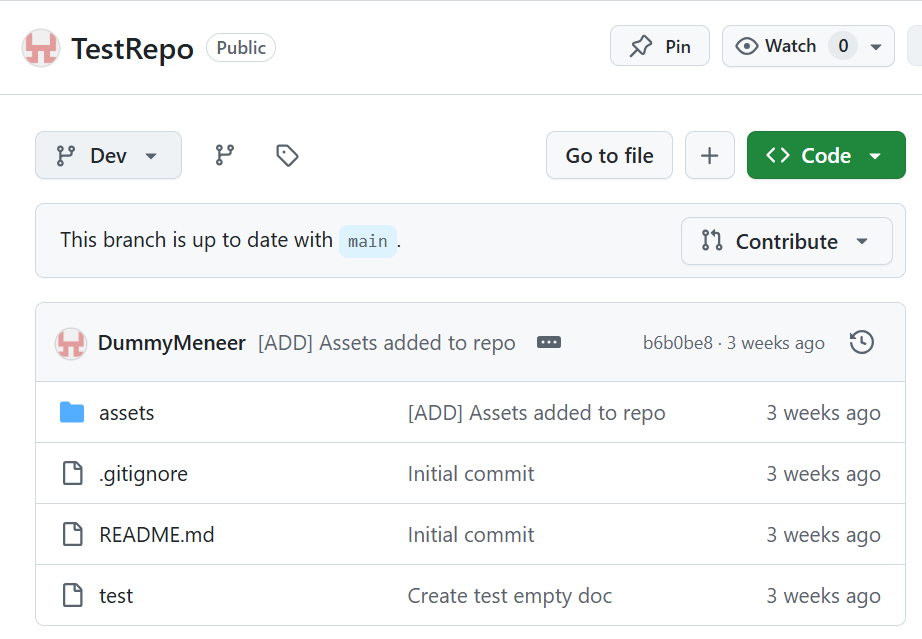 TestRepo Public Pin Watch 0
Dev Go to file Code
This branch is up to date with main. Contribute
DummyMeneer [ADD] Assets added to repo b6b0be8 · 3 weeks ago
assets [ADD] Assets added to repo 3 weeks ago
.gitignore Initial commit 3 weeks ago
README.md Initial commit 3 weeks ago
test Create test empty doc 3 weeks ago